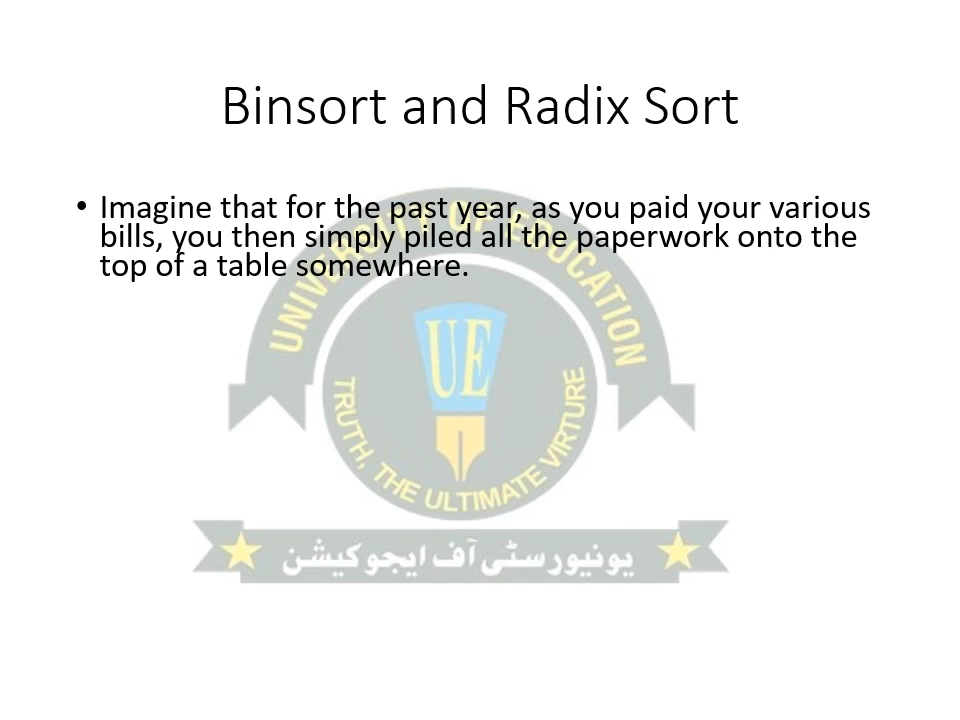 Binsort and Radix Sort
• Imagine that for the past year, as you paid your various
bills, you then simply piled all the paperwork onto the
top of a table somewhere.
UNIVERSITY OF EDUCATION
UE
TRUTH, THE ULTIMATE VIRTURE
یونیورسٹی آف ایجوکیشن